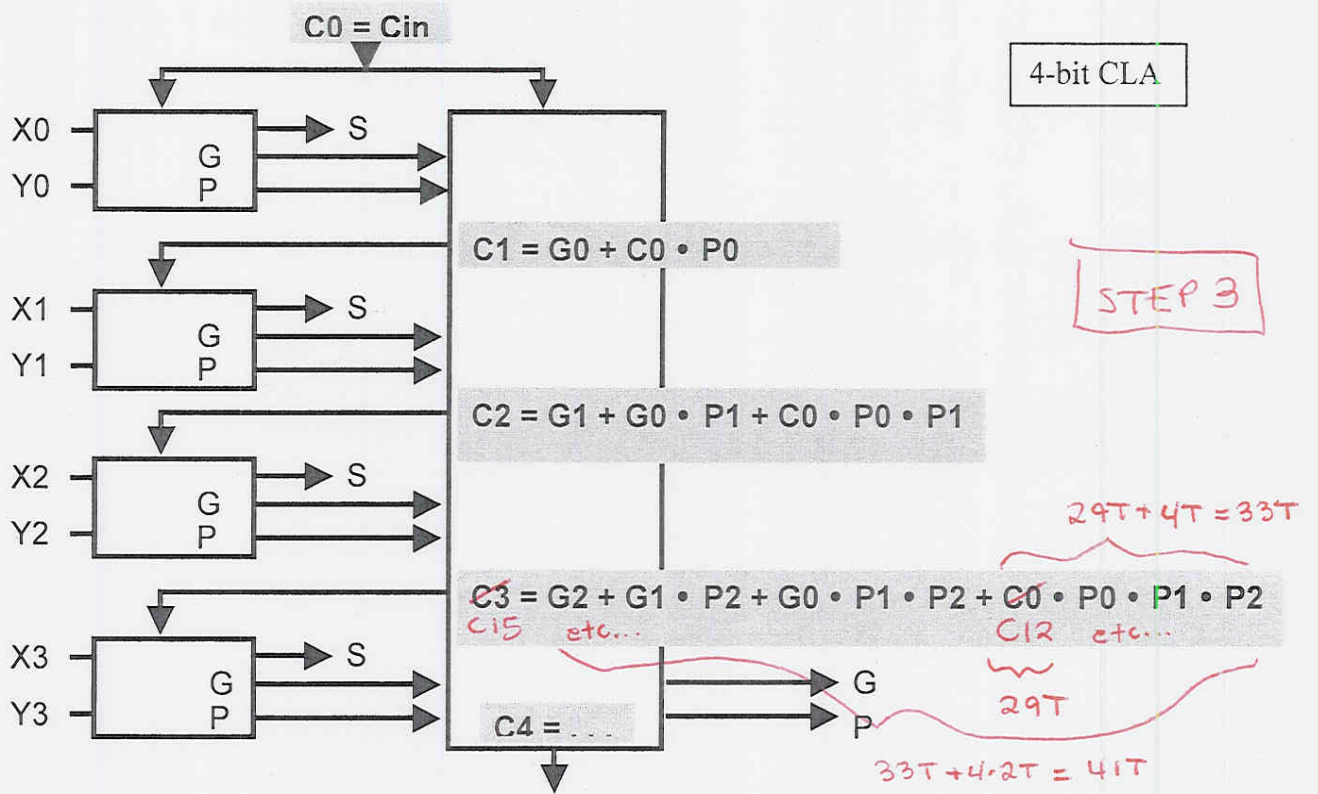 C0 = Cin
4-bit CLA
X0
S
G
Y0
P
C1 = G0 + C0 • P0
STEP 3
X1
S
G
Y1
P
C2 = G1 + G0 • P1 + C0 • P0 • P1
X2
S
G
Y2
P
29T + 4T = 33T
C3 = G2 + G1 • P2 + G0 • P1 • P2 + C0 • P0 • P1 • P2
C15 etc... C12 etc...
X3
S
G
G
29T
Y3
P
P
C4 = . . .
33T + 4·2T = 41T